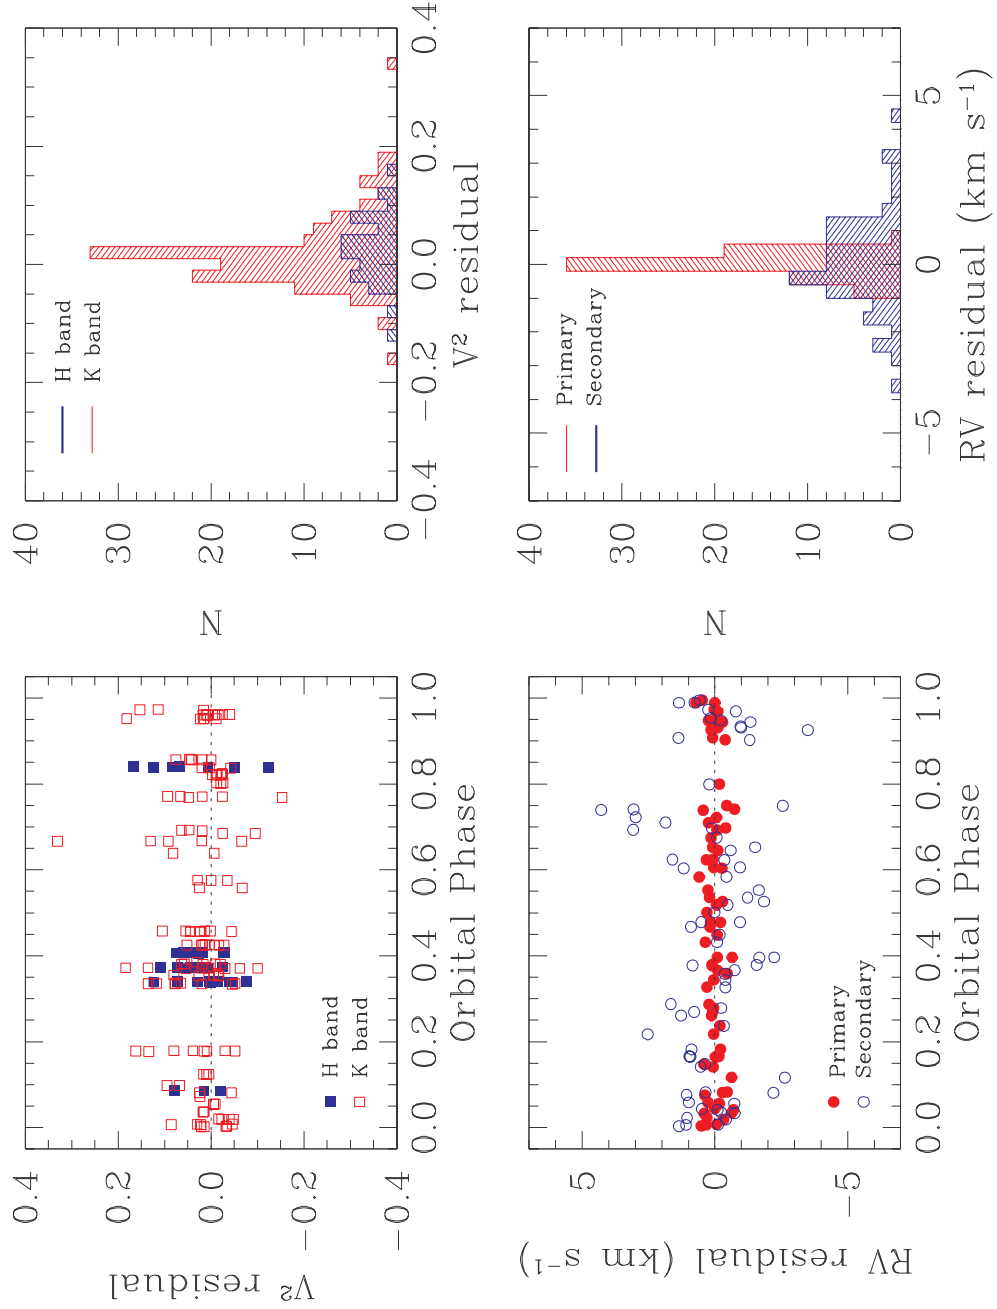 0.4
0.2
0.0
−0.2
−0.4
V² residual
0.0
0.2
0.4
0.6
0.8
1.0
Orbital Phase
H band
K band
40
30
20
10
0
N
−0.4
−0.2
0.0
0.2
0.4
V² residual
H band
K band
5
0
−5
RV residual (km s⁻¹)
0.0
0.2
0.4
0.6
0.8
1.0
Orbital Phase
Primary
Secondary
40
30
20
10
0
N
−5
0
5
RV residual (km s⁻¹)
Primary
Secondary